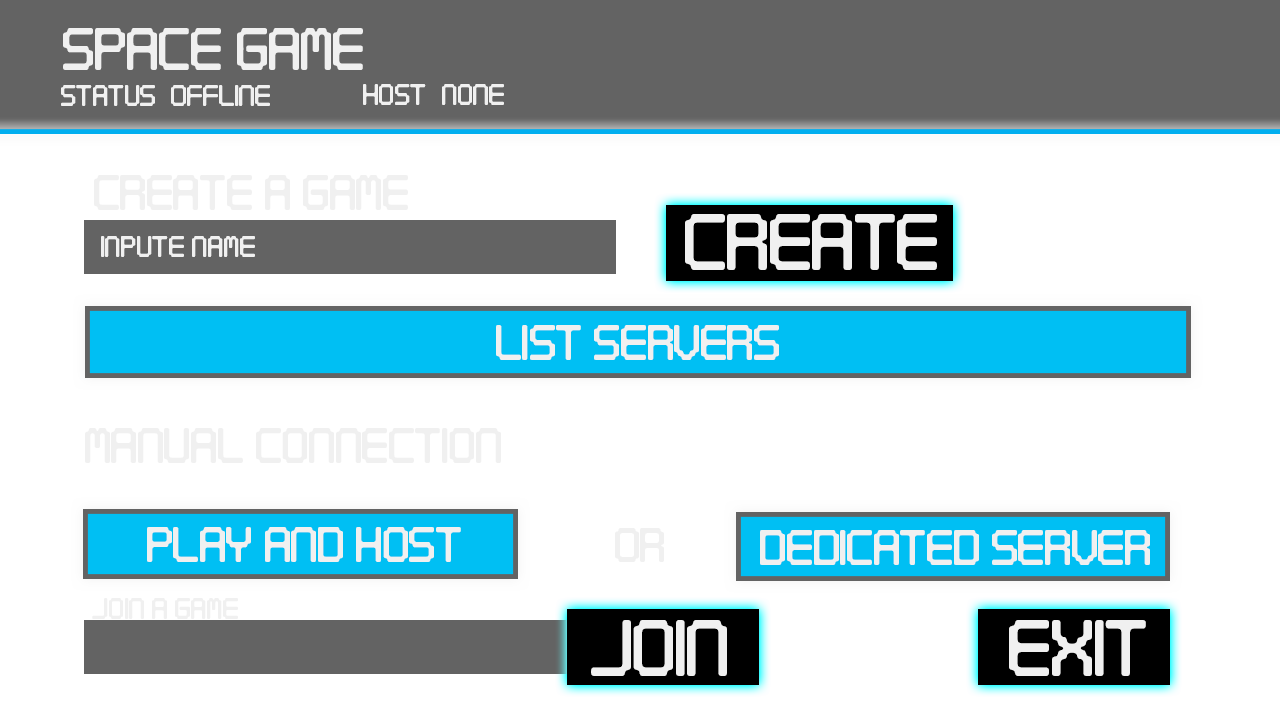 SPACE GAME
STATUS OFFLINE HOST NONE
CREATE A GAME
INPUTE NAME
CREATE
LIST SERVERS
MANUAL CONNECTION
PLAY AND HOST OR DEDICATED SERVER
JOIN A GAME
JOIN
EXIT